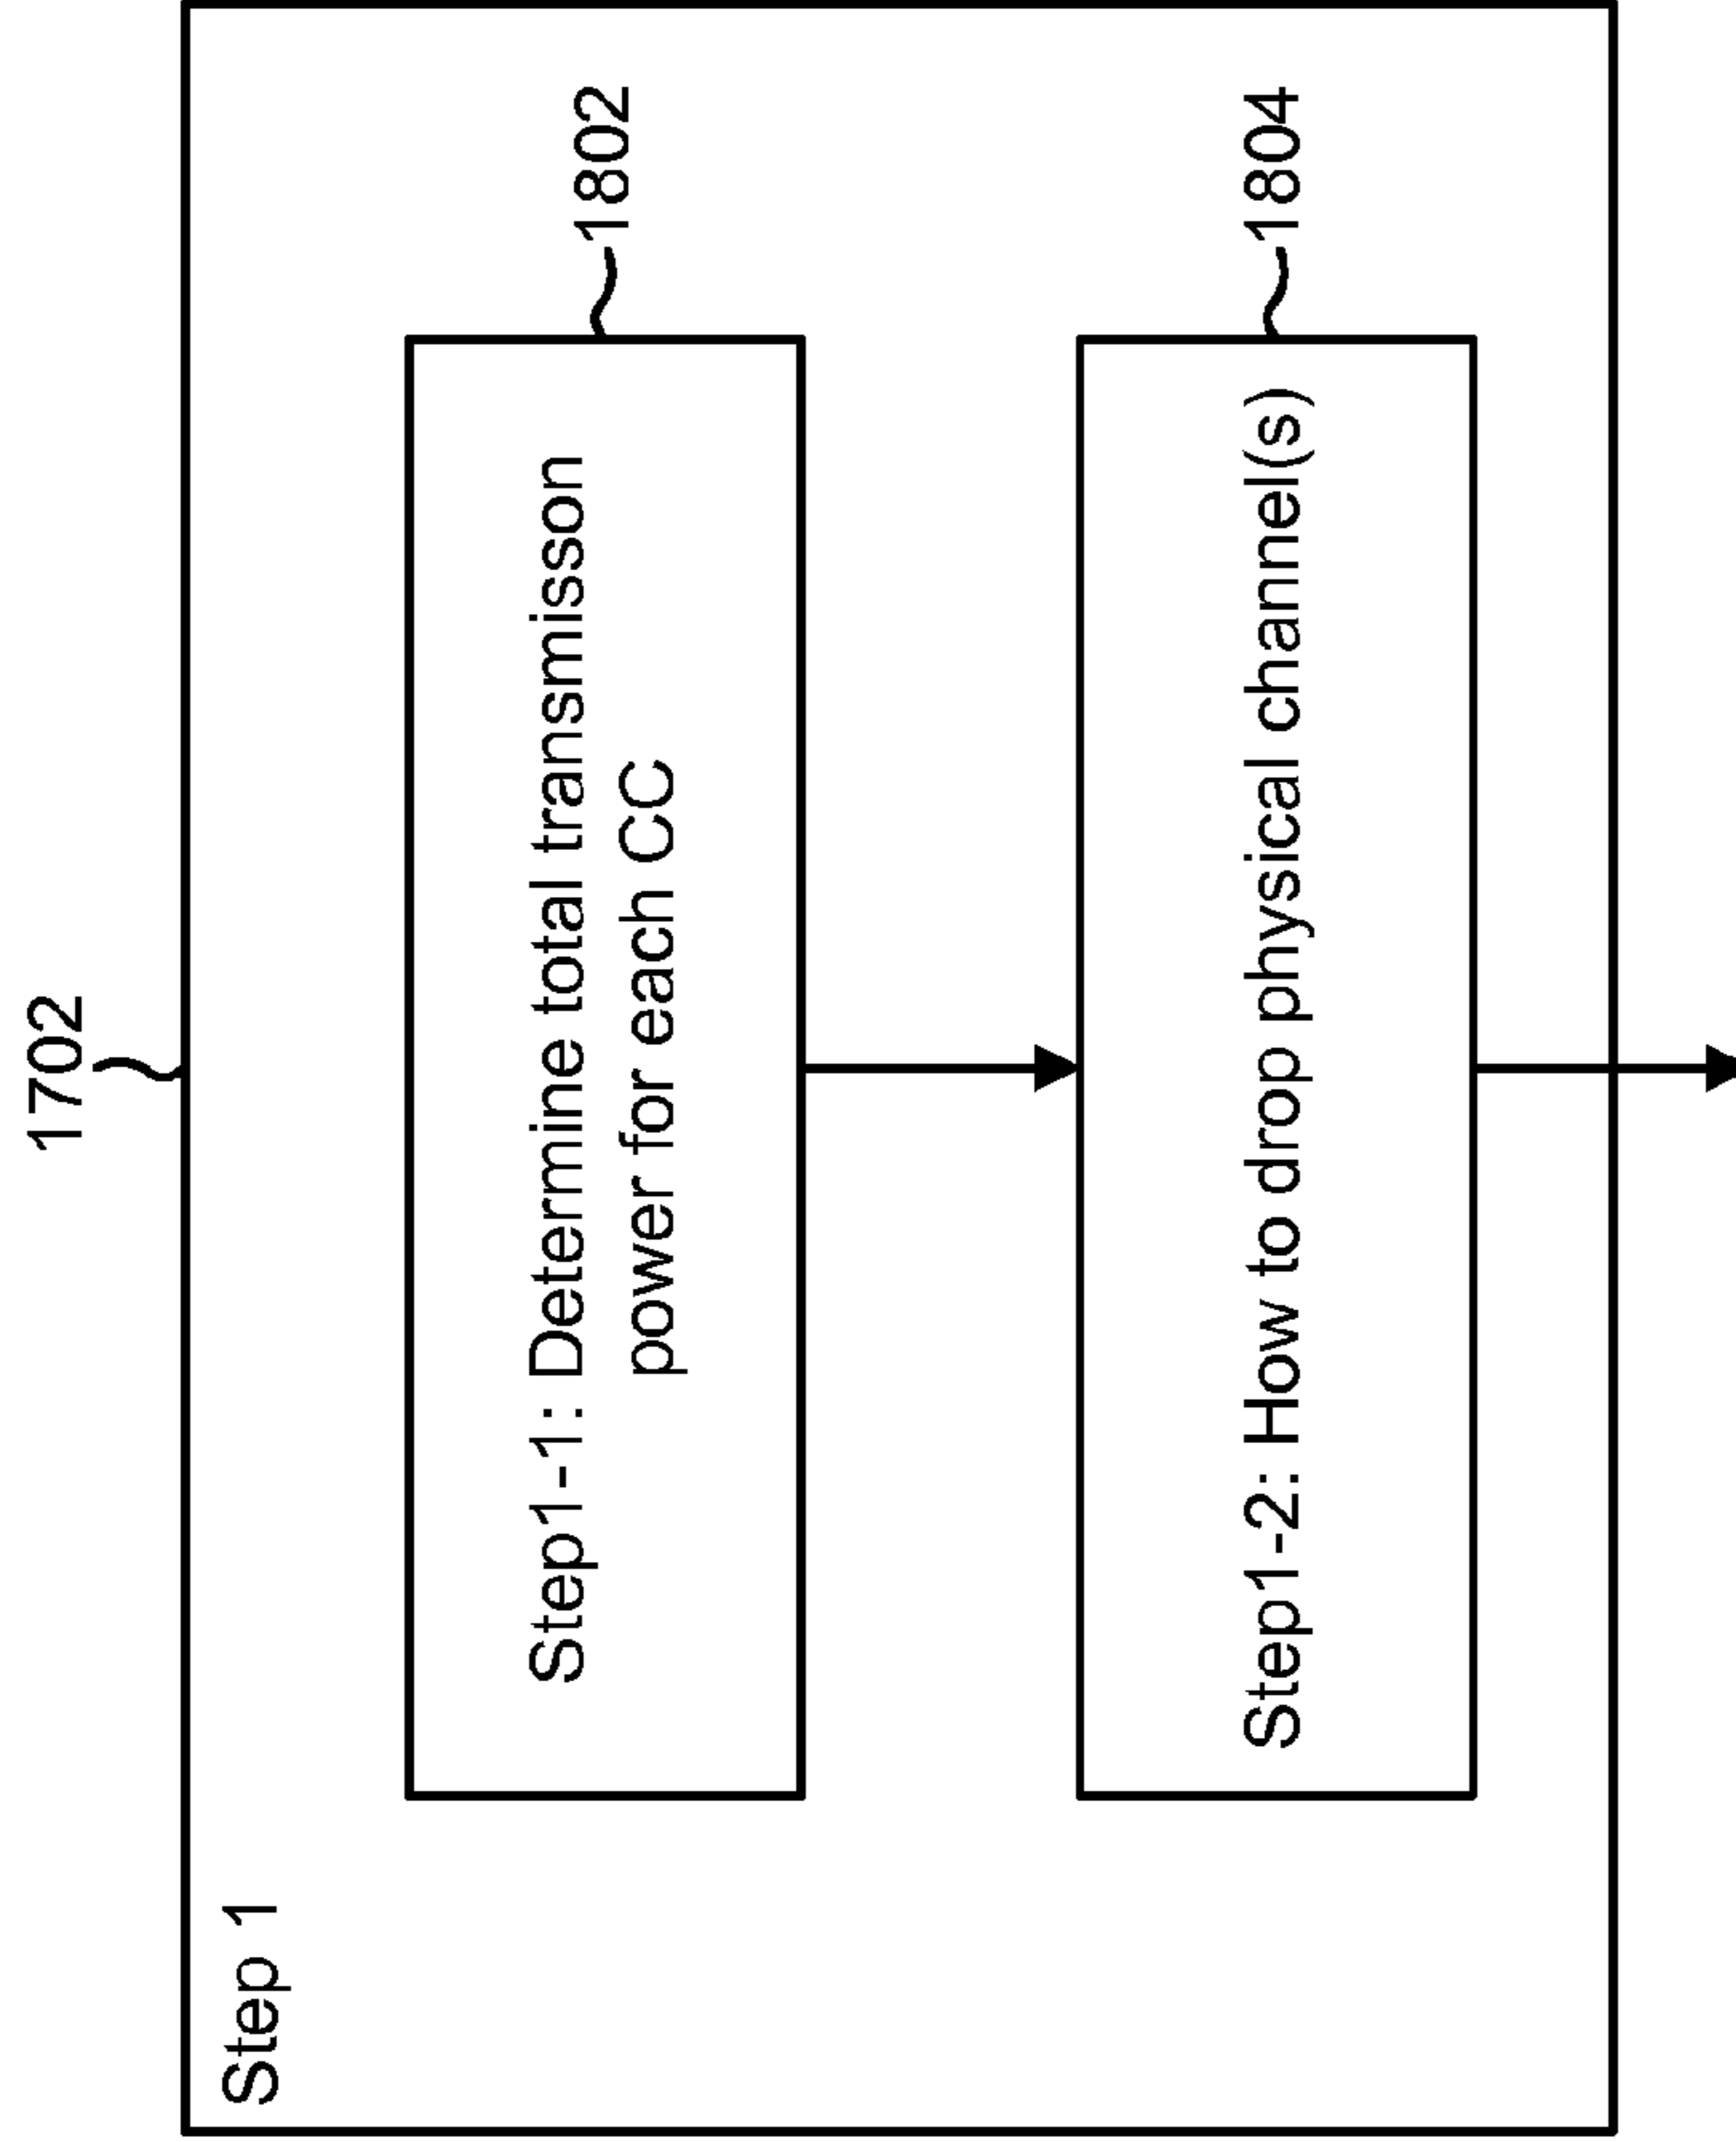 1702
Step 1
1802
Step1-1: Determine total transmisson
power for each CC
1804
Step1-2: How to drop physical channel(s)